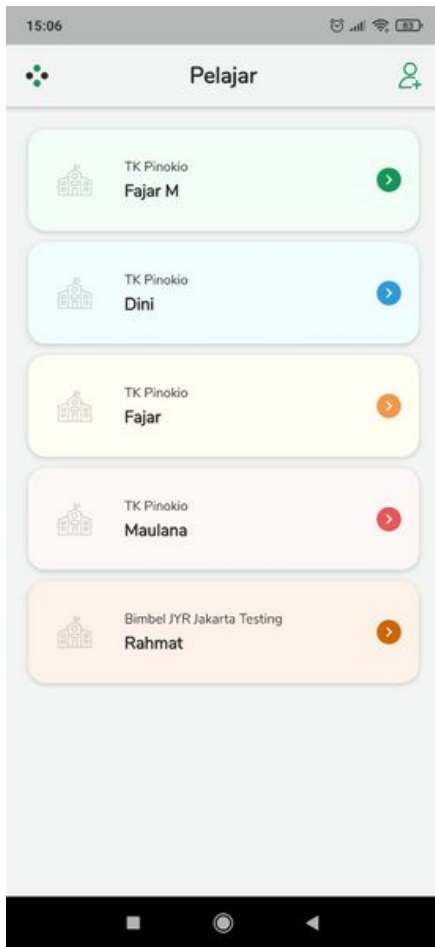 15:06
83
Pelajar
TK Pinokio
Fajar M
TK Pinokio
Dini
TK Pinokio
Fajar
TK Pinokio
Maulana
Bimbel JYR Jakarta Testing
Rahmat